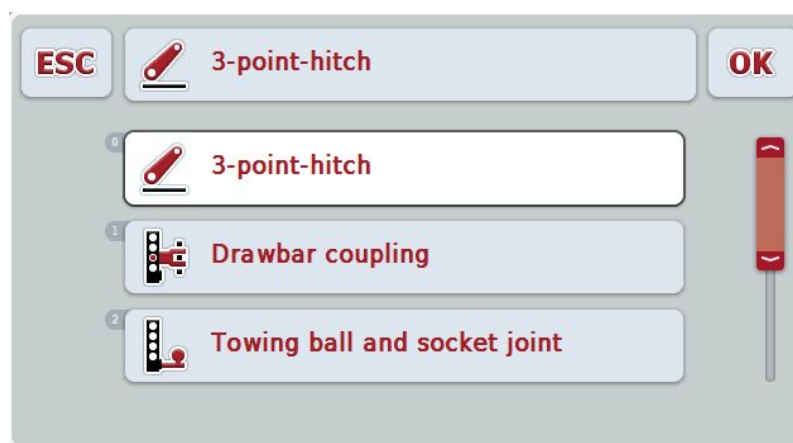 ESC
3-point-hitch
OK
0
3-point-hitch
1
Drawbar coupling
2
Towing ball and socket joint